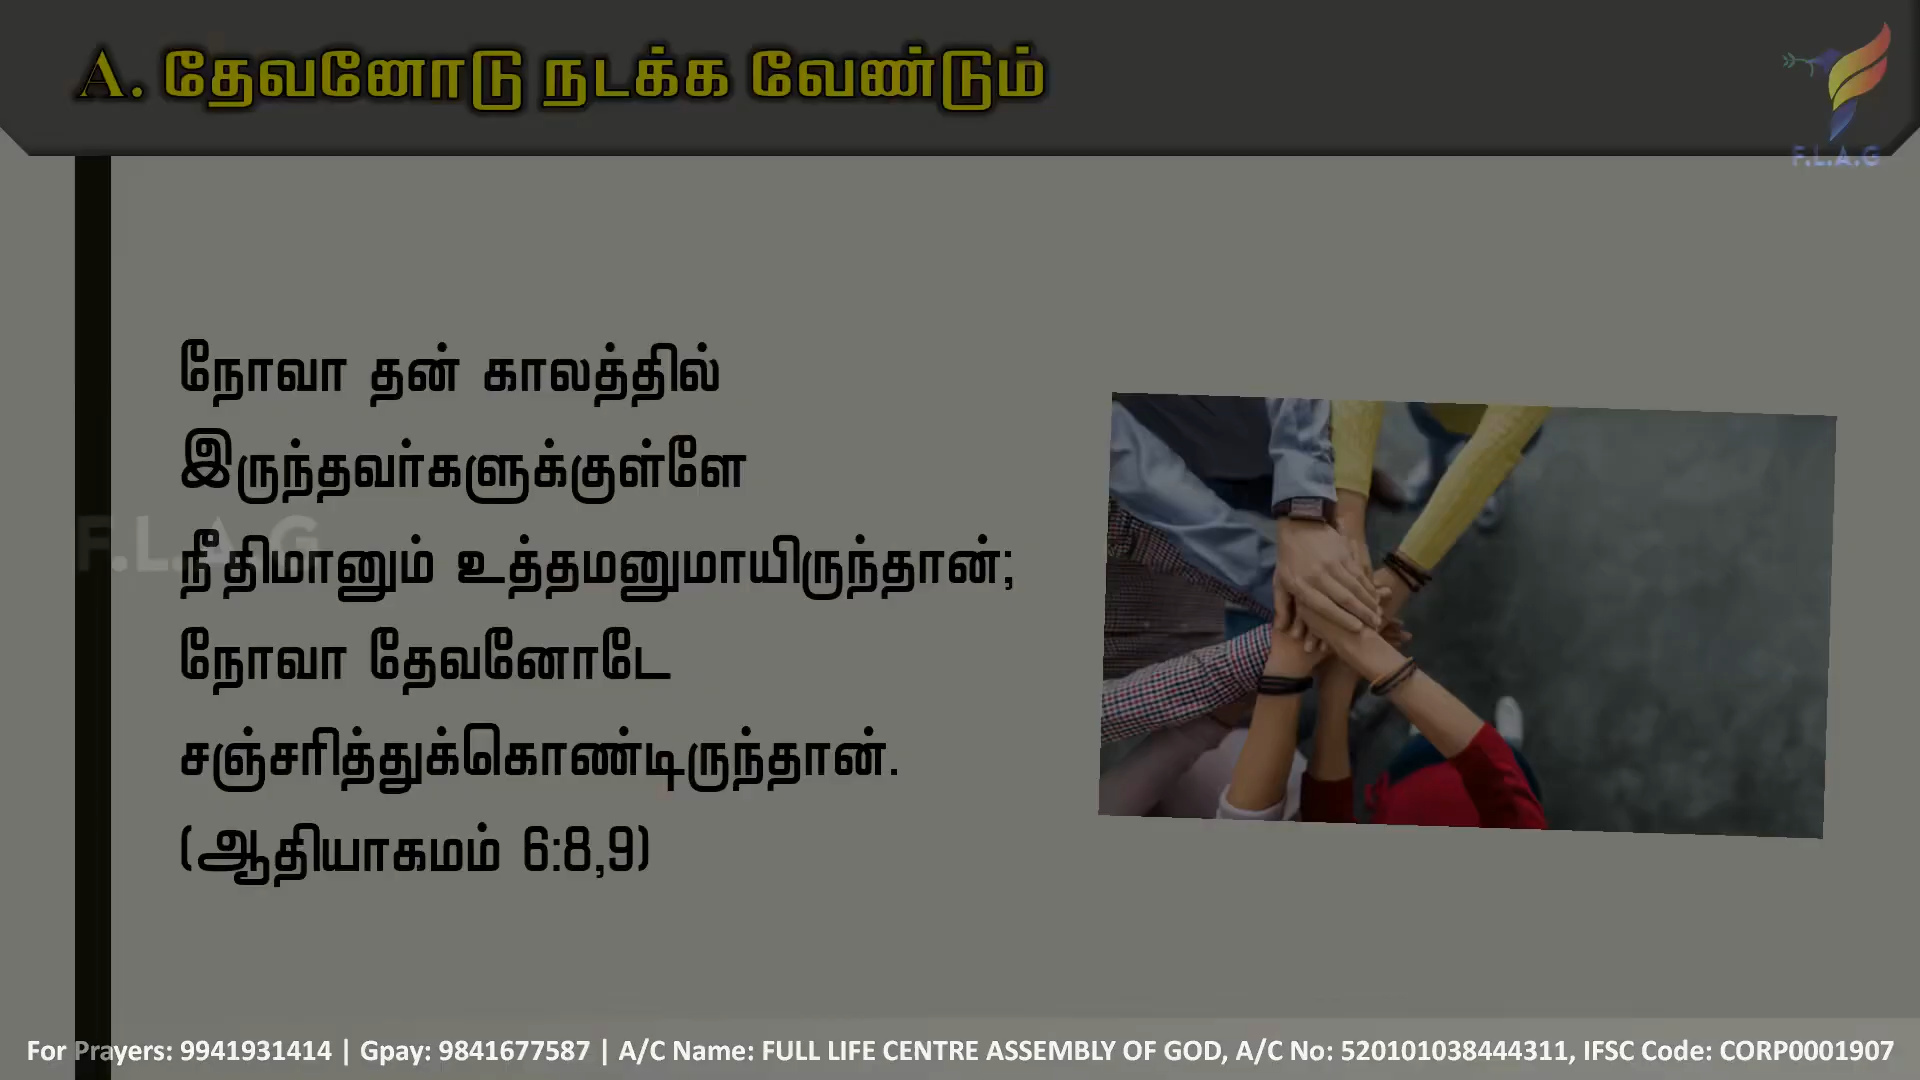 A. தேவனோடு நடக்க வேண்டும்
F.L.A.G
நோவா தன் காலத்தில்
இருந்தவர்களுக்குள்ளே
F.L.A.G
நீதிமானும் உத்தமனுமாயிருந்தான்;
நோவா தேவனோடே
சஞ்சரித்துக்கொண்டிருந்தான்.
(ஆதியாகமம் 6:8,9)
For Prayers: 9941931414 | Gpay: 9841677587 | A/C Name: FULL LIFE CENTRE ASSEMBLY OF GOD, A/C No: 520101038444311, IFSC Code: CORP0001907